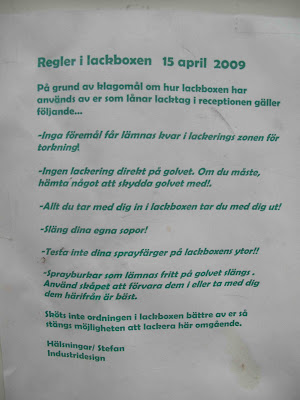 Regler i lackboxen   15 april  2009
På grund av klagomål om hur lackboxen har
används av er som lånar lacktag i receptionen gäller
följande...
-Inga föremål får lämnas kvar i lackerings zonen för
torkning!
-Ingen lackering direkt på golvet. Om du måste,
hämta något att skydda golvet med!.
-Allt du tar med dig in i lackboxen tar du med dig ut!
-Släng dina egna sopor!
-Testa inte dina sprayfärger på lackboxens ytor!!
-Sprayburkar som lämnas fritt på golvet slängs .
Använd skåpet att förvara dem i eller ta med dig
dem härifrån är bäst.
Sköts inte ordningen i lackboxen bättre av er så
stängs möjligheten att lackera här omgående.
Hälsningar/ Stefan
Industridesign